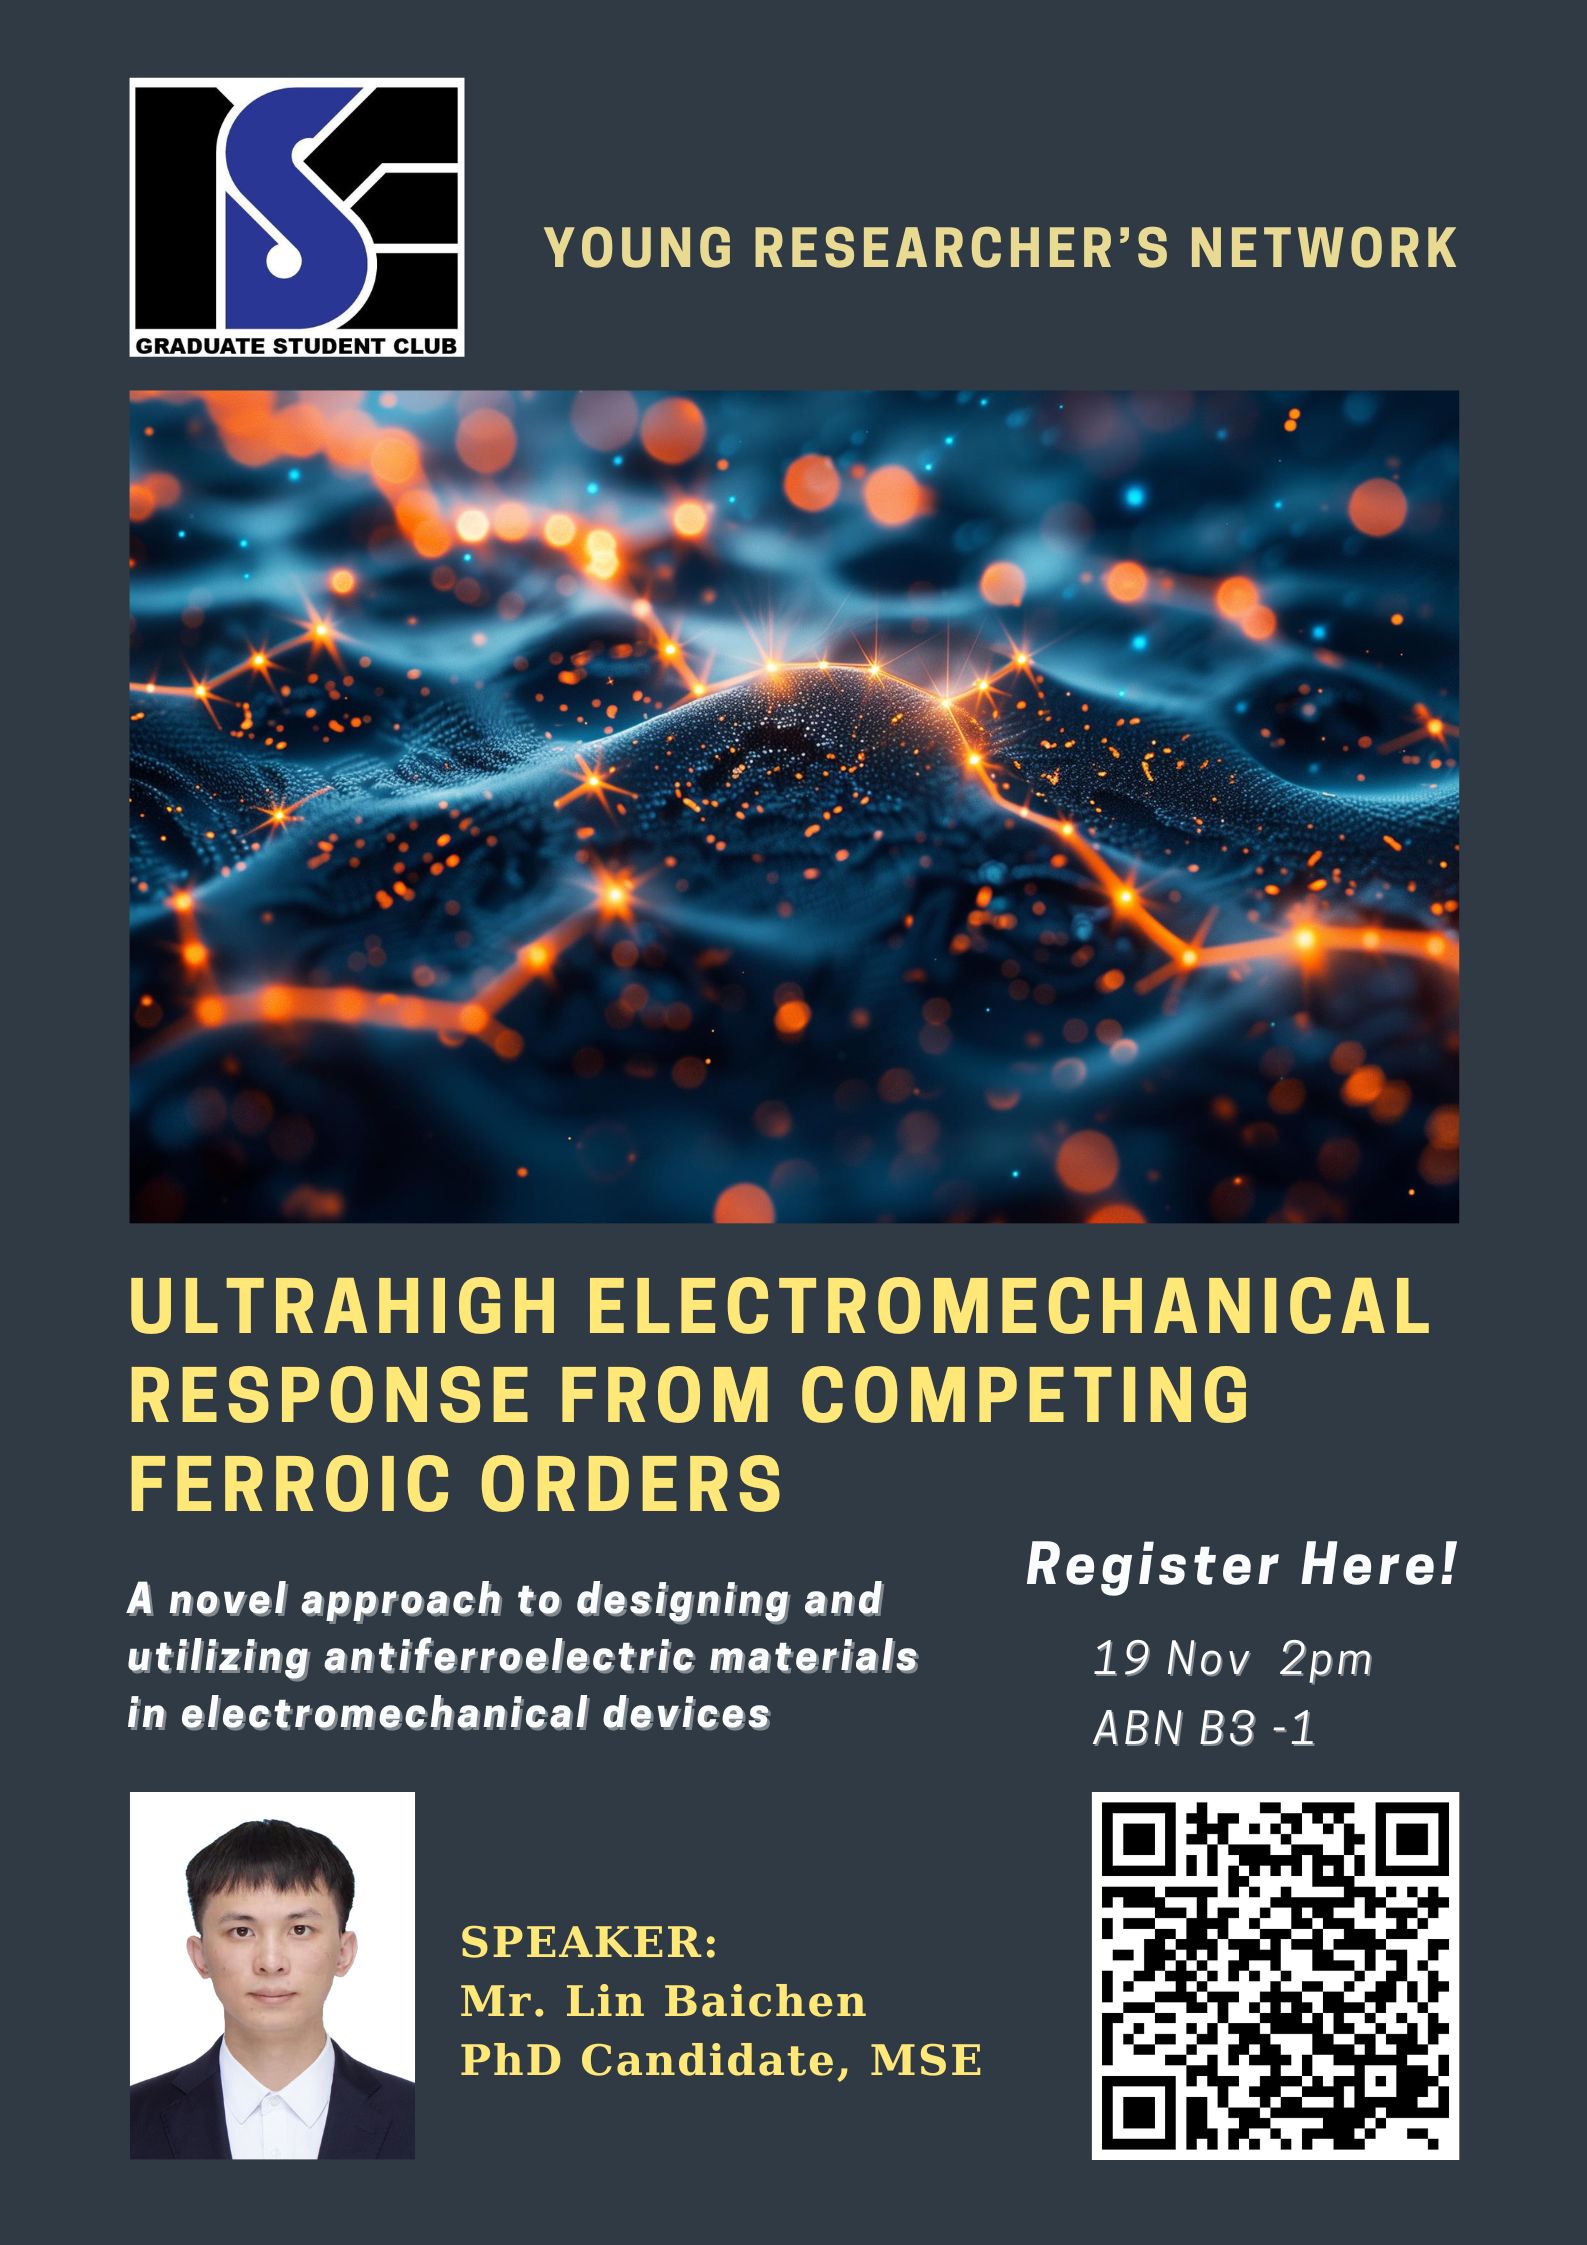 GRADUATE STUDENT CLUB
YOUNG RESEARCHER’S NETWORK
ULTRAHIGH ELECTROMECHANICAL
RESPONSE FROM COMPETING
FERROIC ORDERS
A novel approach to designing and
utilizing antiferroelectric materials
in electromechanical devices
Register Here!
19 Nov 2pm
ABN B3 -1
SPEAKER:
Mr. Lin Baichen
PhD Candidate, MSE